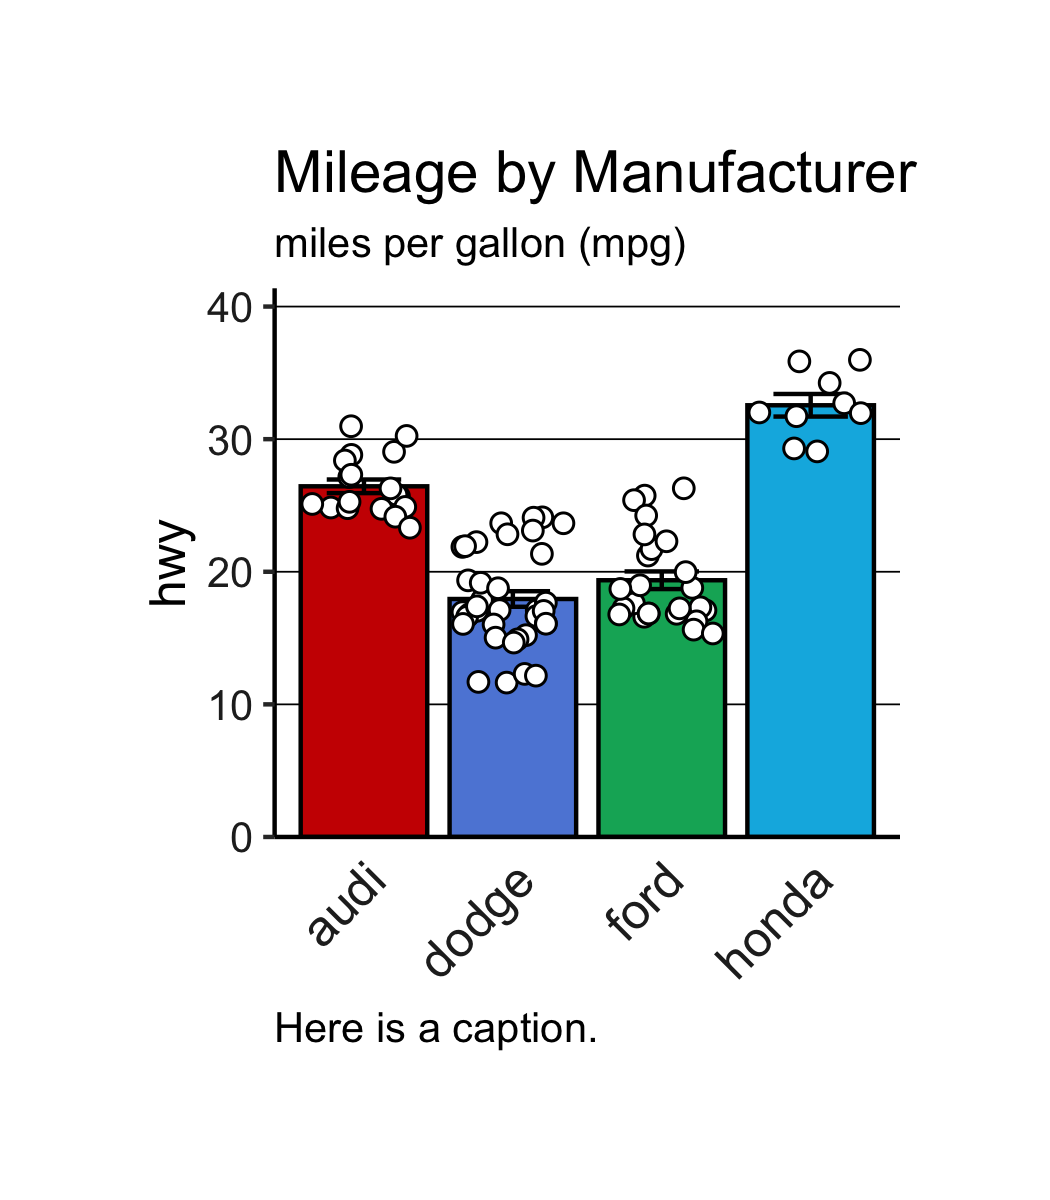 Mileage by Manufacturer
miles per gallon (mpg)
40
30
20
10
0
hwy
audi
dodge
ford
honda
Here is a caption.